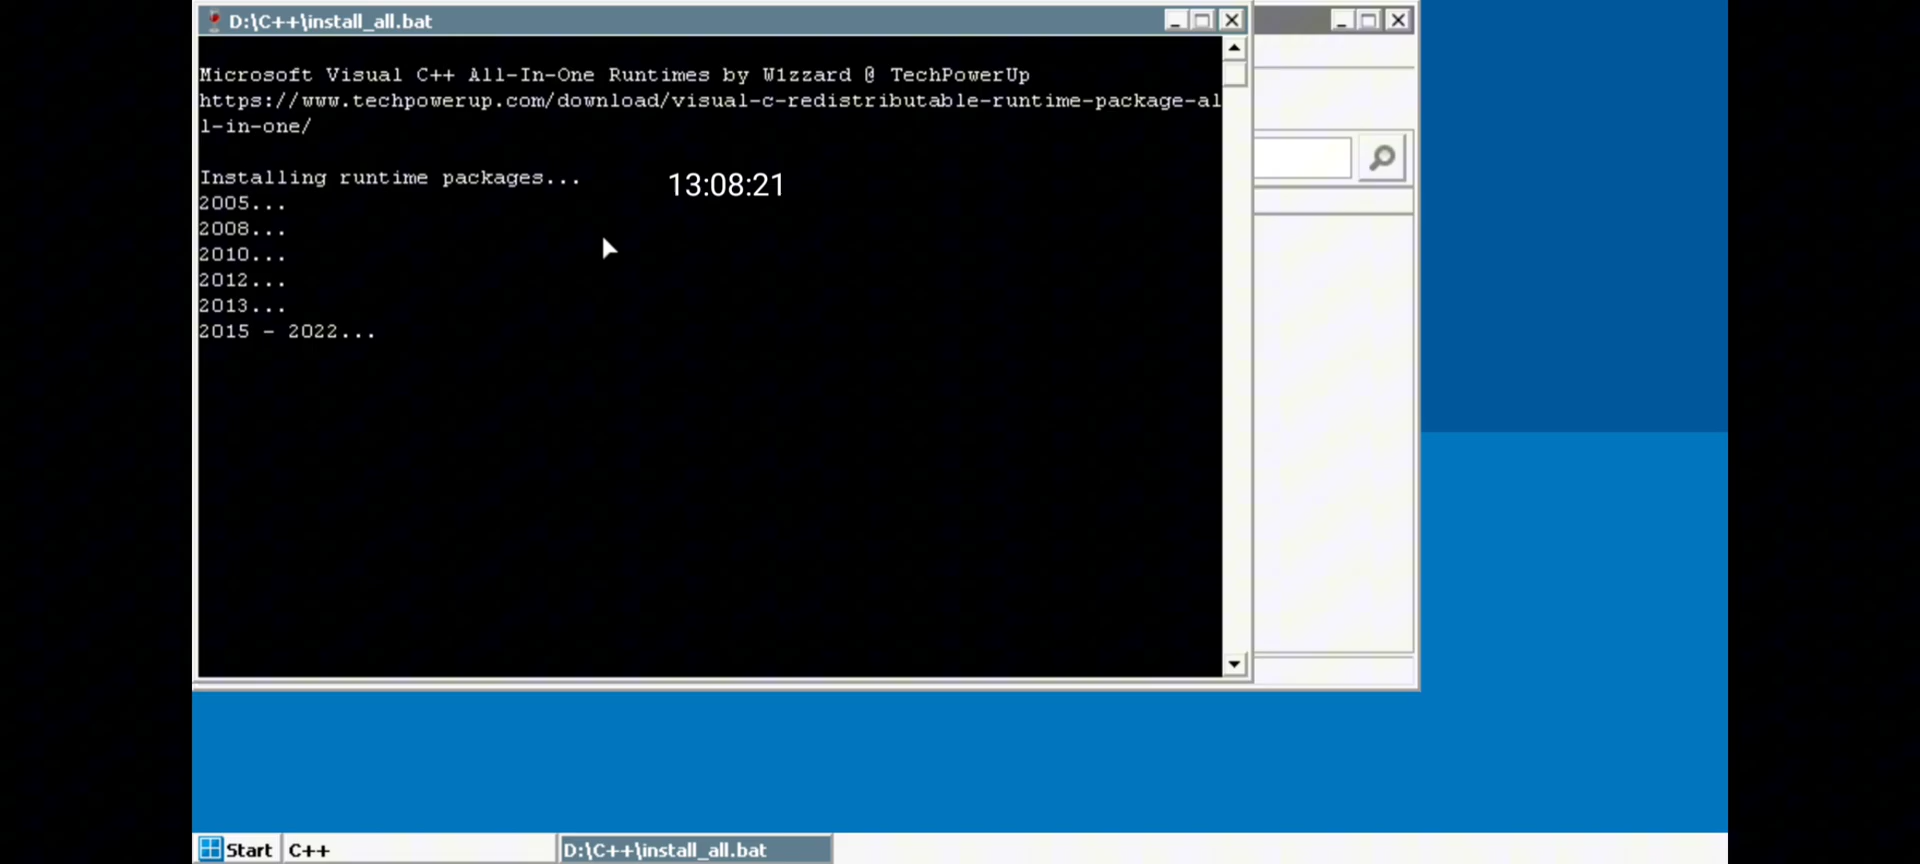 D:\C++\install_all.bat
Microsoft Visual C++ All-In-One Runtimes by W1zzard @ TechPowerUp
https://www.techpowerup.com/download/visual-c-redistributable-runtime-package-al
l-in-one/
Installing runtime packages...
13:08:21
2005...
2008...
2010...
2012...
2013...
2015 - 2022...
Start
C++
D:\C++\install_all.bat